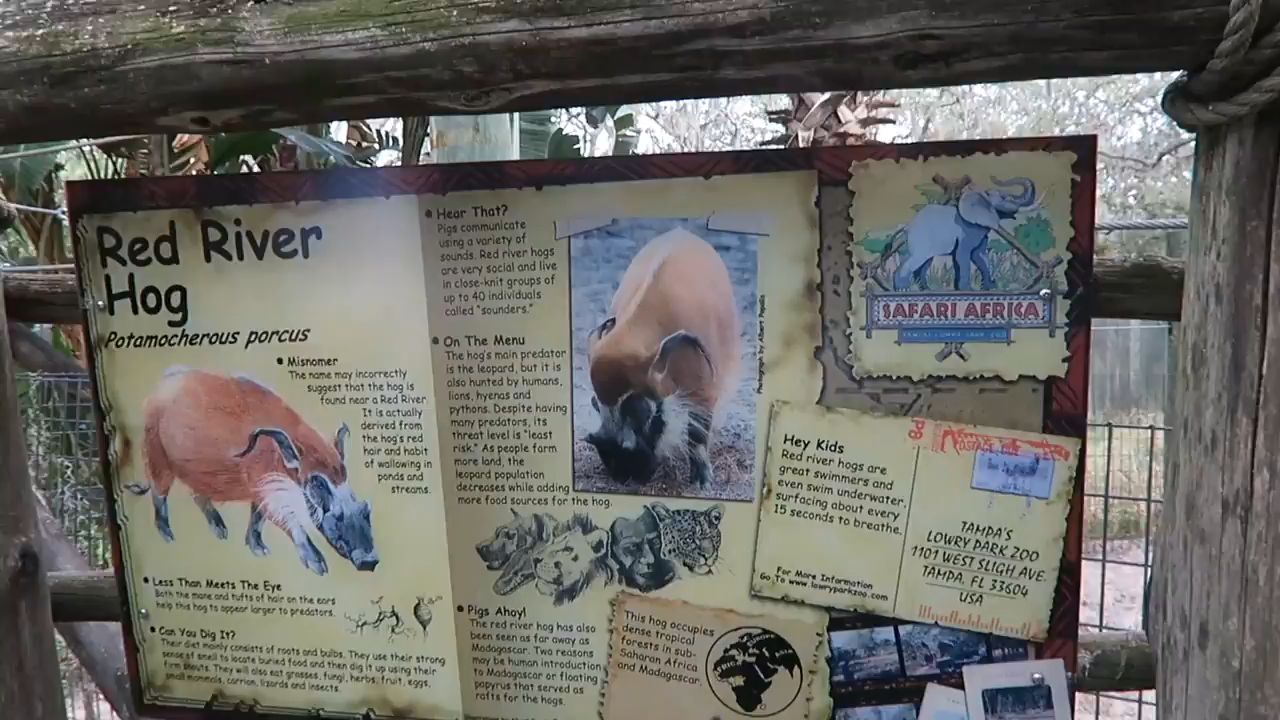 Red River
Hog
Potamocherous porcus
Misnomer
The name may incorrectly
suggest that the hog is
found near a Red River.
It is actually
derived from
the hog's red
hair and habit
of wallowing in
ponds and
streams.
Less Than Meets The Eye
Both the mane and tufts of hair on the ears
help this hog to appear larger to predators.
Can You Dig It?
Their diet mainly consists of roots and bulbs. They use their strong
sense of smell to locate buried food and then dig it up using their
firm snouts. They will also eat grasses, fungi, herbs, fruit, eggs,
small mammals, carrion, lizards and insects.
Hear That?
Pigs communicate
using a variety of
sounds. Red river hogs
are very social and live
in close-knit groups of
up to 40 individuals
called "sounders."
On The Menu
The hog's main predator
is the leopard, but it is
also hunted by humans,
lions, hyenas and
pythons. Despite having
many predators, its
threat level is "least
risk." As people farm
more land, the
leopard population
decreases while adding
more food sources for the hog.
Pigs Ahoy!
The red river hog has also
been seen as far away as
Madagascar. Two reasons
may be human introduction
to Madagascar or floating
papyrus that served as
rafts for the hogs.
Photography by Albert
This hog occupies
dense tropical
forests in sub-
Saharan Africa
and Madagascar.
AFRICA
EUROPE
ASIA
SAFARI AFRICA
Hey Kids
Red river hogs are
great swimmers and
even swim underwater,
surfacing about every
15 seconds to breathe.
For More Information
Go To www.lowryparkzoo.com
POSTAGE DUE
TAMPA'S
LOWRY PARK ZOO
1101 WEST SLIGH AVE.
TAMPA, FL 33604
USA